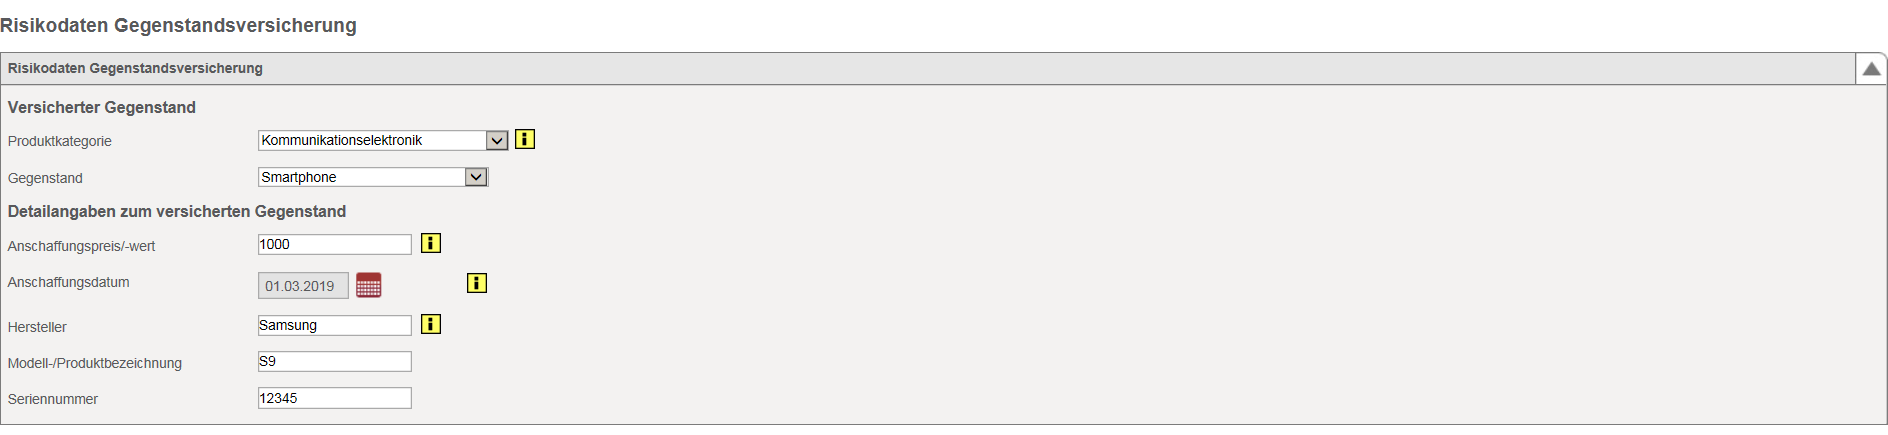 Risikodaten Gegenstandsversicherung
Risikodaten Gegenstandsversicherung
Versicherter Gegenstand
Produktkategorie Kommunikationselektronik i
Gegenstand Smartphone
Detailangaben zum versicherten Gegenstand
Anschaffungspreis/-wert 1000 i
Anschaffungsdatum 01.03.2019 i
Hersteller Samsung i
Modell-/Produktbezeichnung S9
Seriennummer 12345